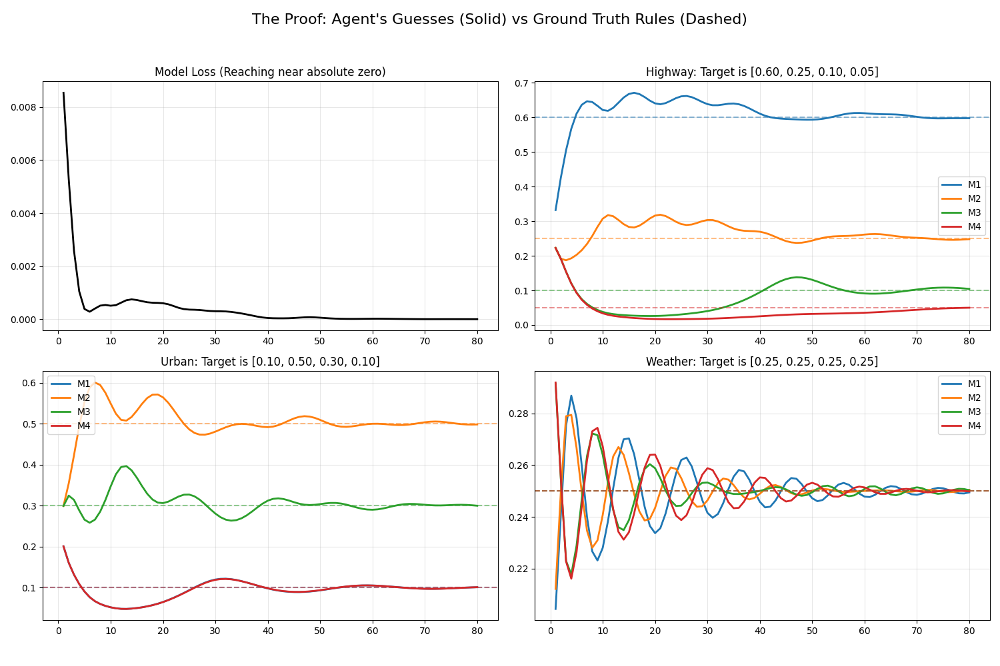 The Proof: Agent's Guesses (Solid) vs Ground Truth Rules (Dashed)
Model Loss (Reaching near absolute zero)
0.008
0.006
0.004
0.002
0.000
0 10 20 30 40 50 60 70 80
Highway: Target is [0.60, 0.25, 0.10, 0.05]
0.7
0.6
0.5
0.4
0.3
0.2
0.1
0.0
M1
M2
M3
M4
0 10 20 30 40 50 60 70 80
Urban: Target is [0.10, 0.50, 0.30, 0.10]
M1
M2
M3
M4
0.6
0.5
0.4
0.3
0.2
0.1
0 10 20 30 40 50 60 70 80
Weather: Target is [0.25, 0.25, 0.25, 0.25]
M1
M2
M3
M4
0.28
0.26
0.24
0.22
0 10 20 30 40 50 60 70 80